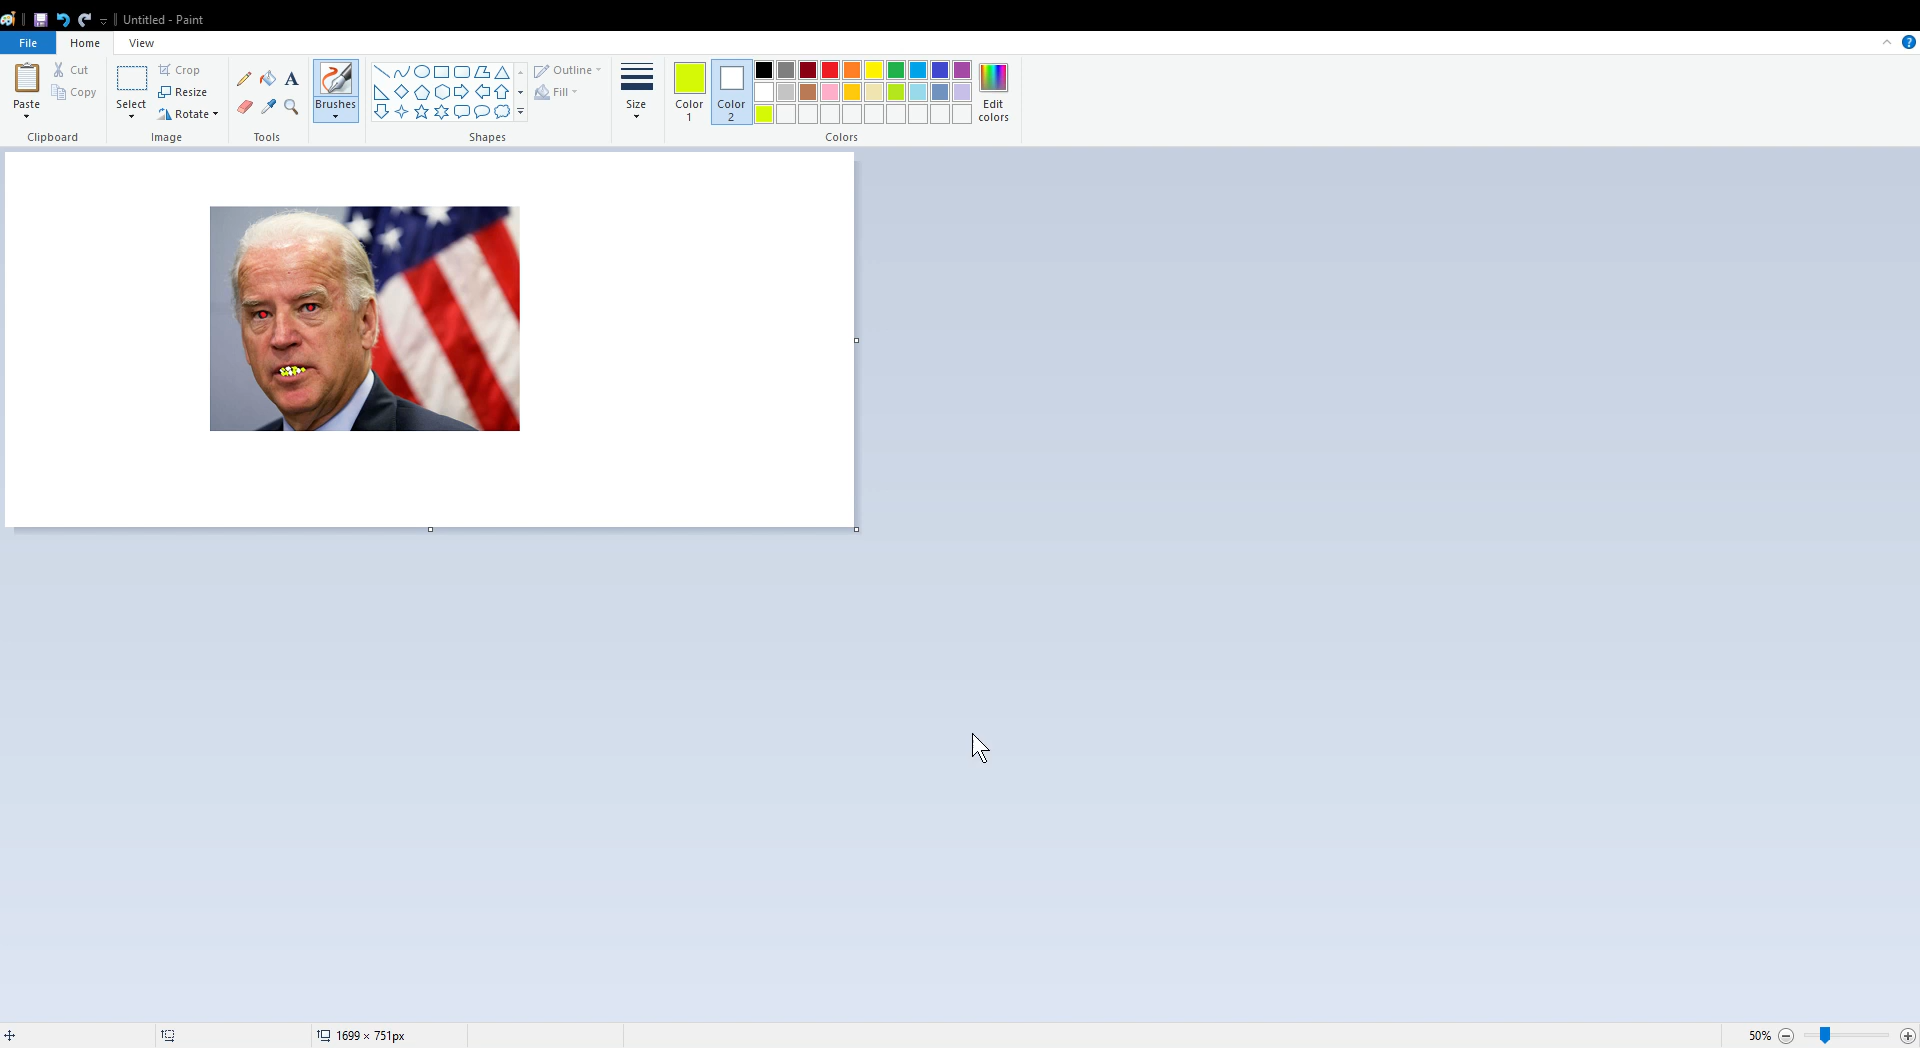 Untitled - Paint
File Home View
Paste
Cut
Copy
Clipboard
Select
Crop
Resize
Rotate
Image
A
Tools
Brushes
Outline
Fill
Shapes
Size
Color
1
Color
2
Edit
colors
Colors
?
1699 × 751px
50%